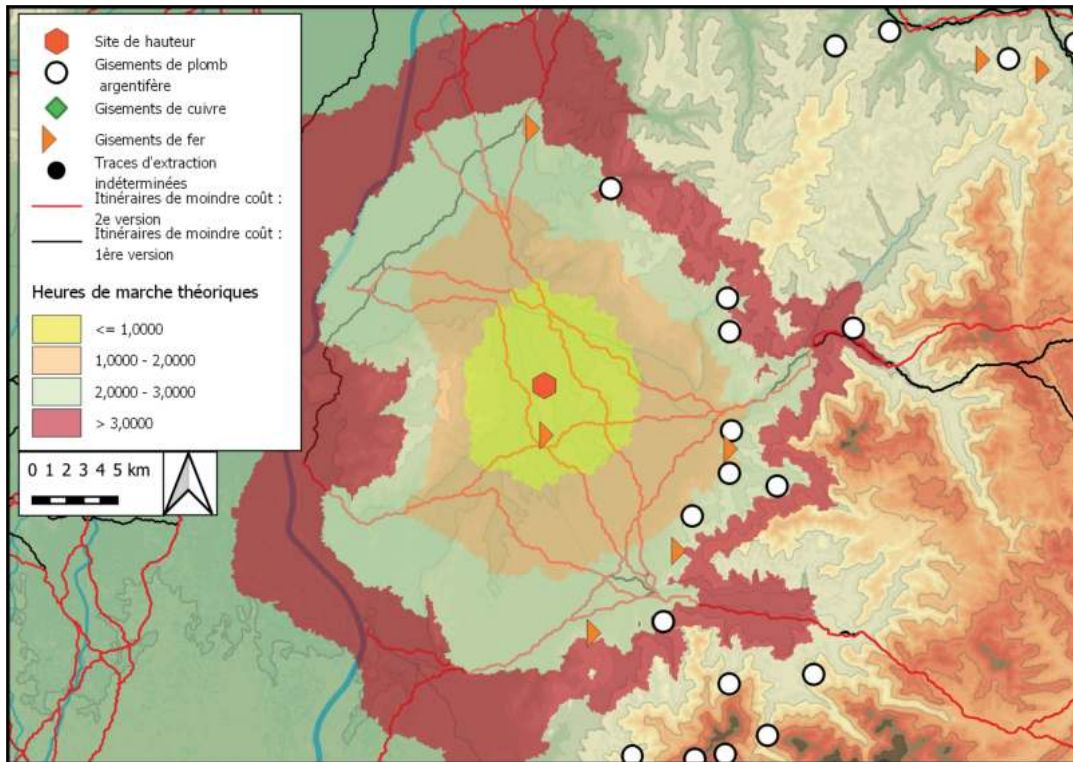 Site de hauteur
Gisements de plomb
argentifère
Gisements de cuivre
Gisements de fer
Traces d'extraction
indéterminées
Itinéraires de moindre coût :
2e version
Itinéraires de moindre coût :
1ère version
Heures de marche théoriques
<= 1,0000
1,0000 - 2,0000
2,0000 - 3,0000
> 3,0000
0 1 2 3 4 5 km